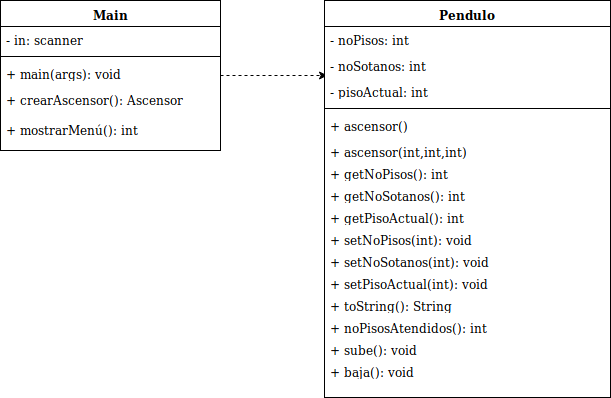 Main
- in: scanner
+ main(args): void
+ crearAscensor(): Ascensor
+ mostrarMenú(): int
Pendulo
- noPisos: int
- noSotanos: int
- pisoActual: int
+ ascensor()
+ ascensor(int,int,int)
+ getNoPisos(): int
+ getNoSotanos(): int
+ getPisoActual(): int
+ setNoPisos(int): void
+ setNoSotanos(int): void
+ setPisoActual(int): void
+ toString(): String
+ noPisosAtendidos(): int
+ sube(): void
+ baja(): void